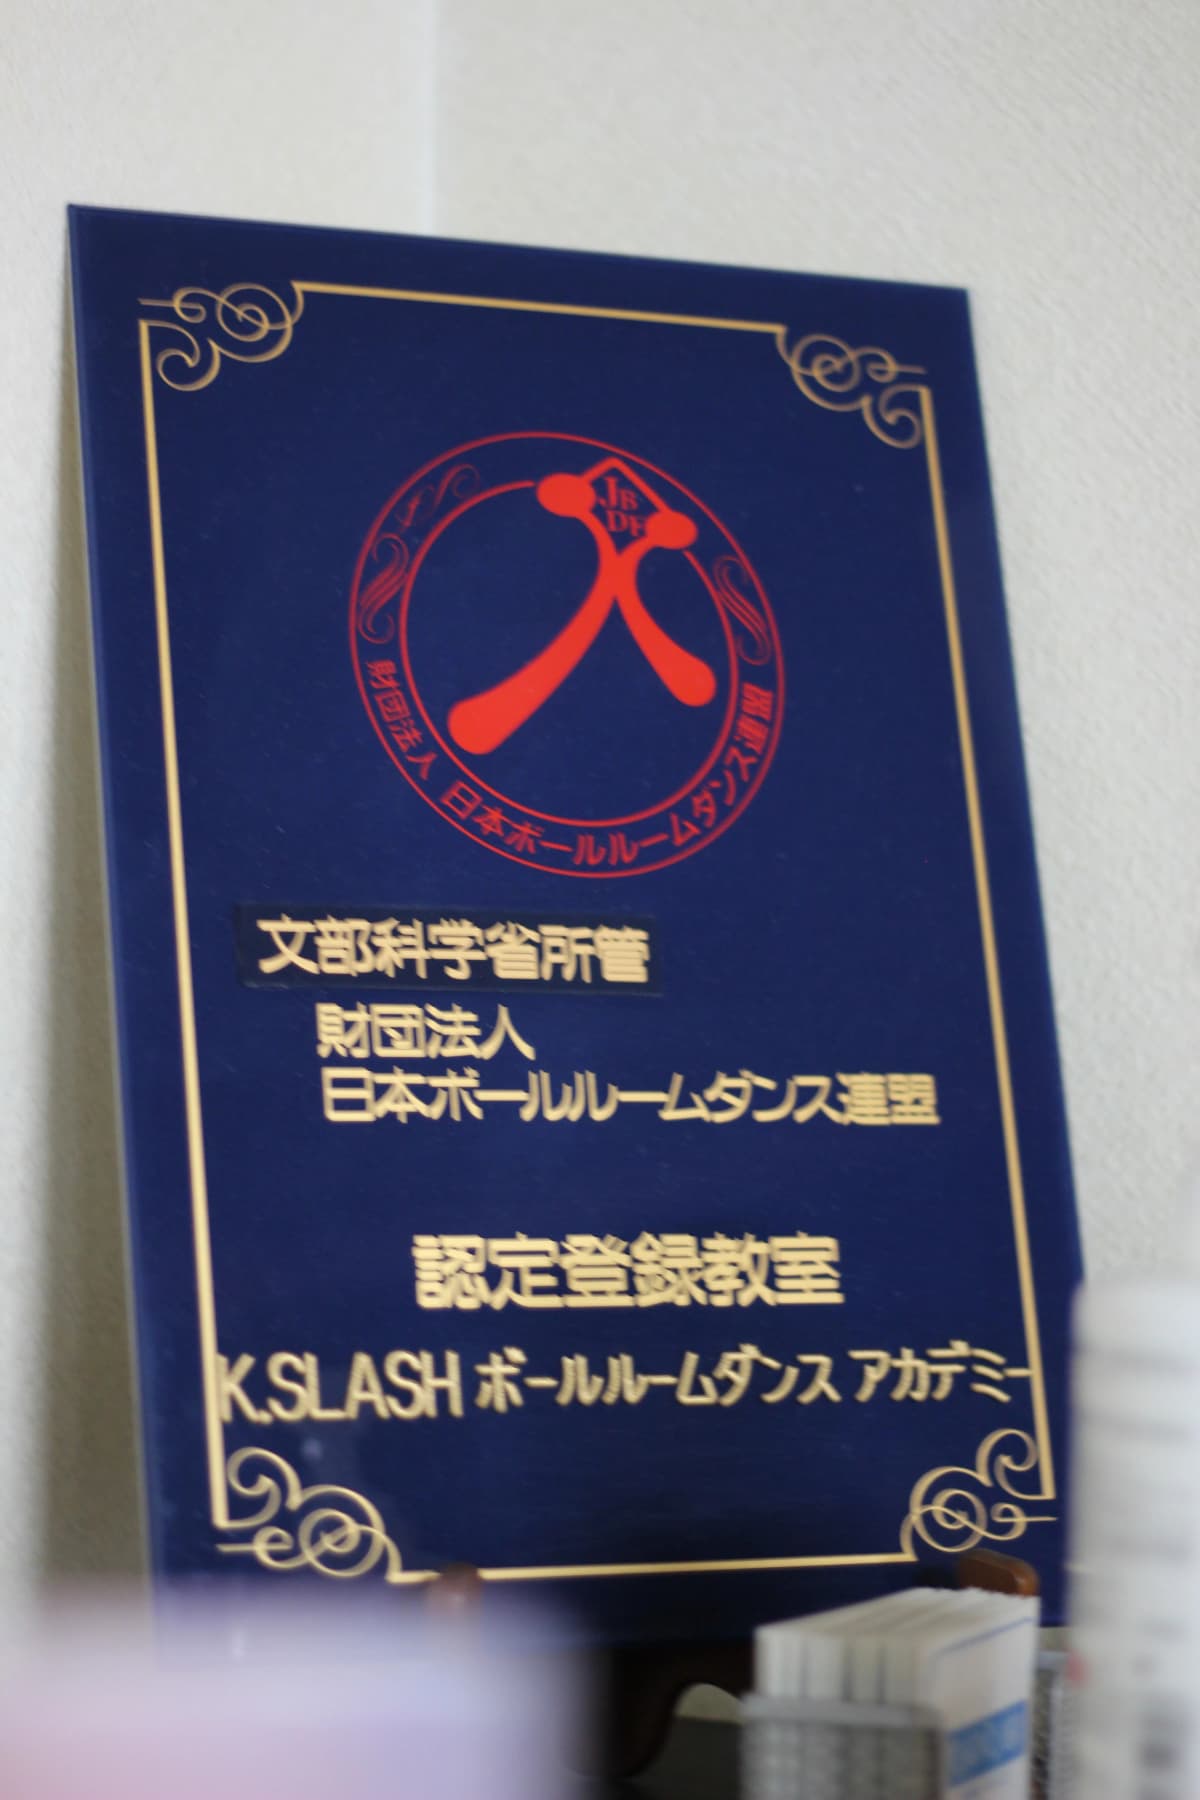 JB
DF
財団法人 日本ボールルームダンス連盟
文部科学省所管
財団法人
日本ボールルームダンス連盟
認定登録教室
K.SLASH ボールルームダンス アカデミー